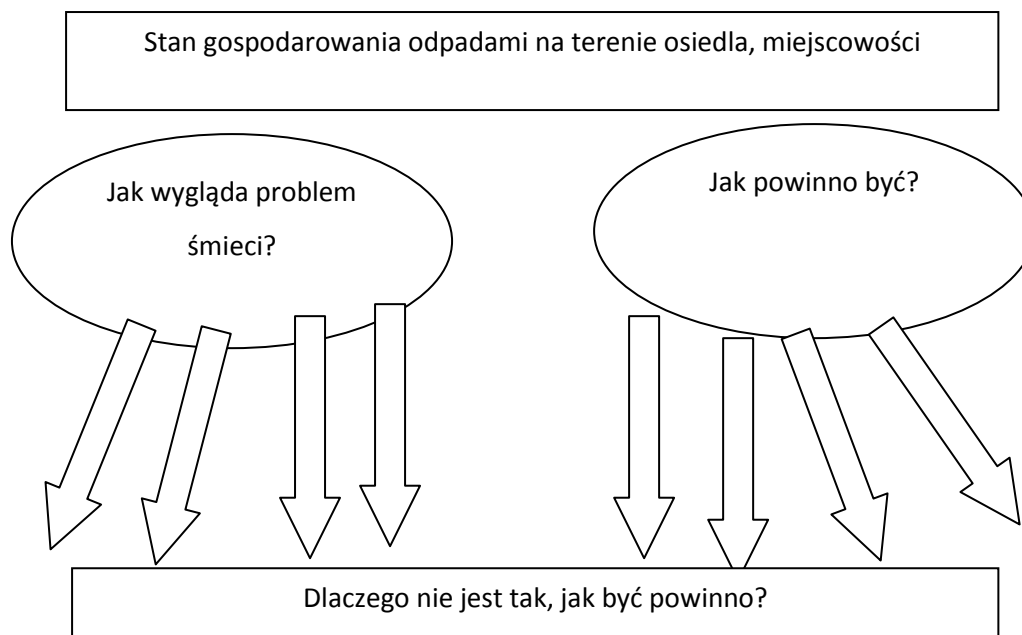 Stan gospodarowania odpadami na terenie osiedla, miejscowości
Jak wygląda problem
śmieci?
Jak powinno być?
Dlaczego nie jest tak, jak być powinno?